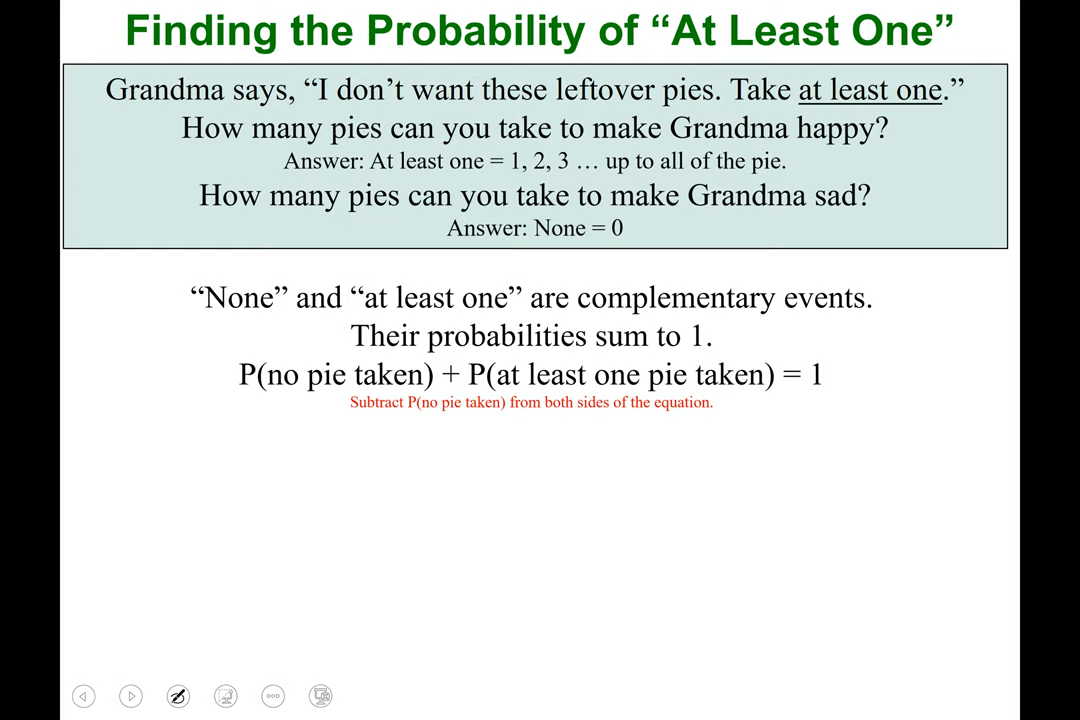 Finding the Probability of “At Least One”
Grandma says, “I don’t want these leftover pies. Take at least one.”
How many pies can you take to make Grandma happy?
Answer: At least one = 1, 2, 3 … up to all of the pie.
How many pies can you take to make Grandma sad?
Answer: None = 0
“None” and “at least one” are complementary events.
Their probabilities sum to 1.
P(no pie taken) + P(at least one pie taken) = 1
Subtract P(no pie taken) from both sides of the equation.